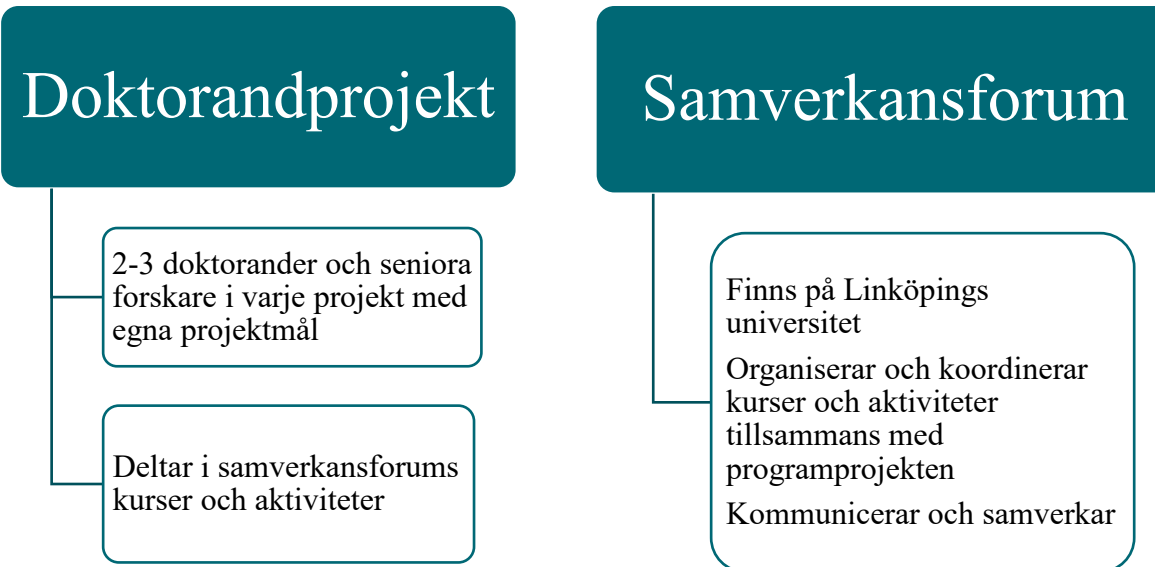 Doktorandprojekt
2-3 doktorander och seniora
forskare i varje projekt med
egna projektmål
Deltar i samverkansforums
kurser och aktiviteter
Samverkansforum
Finns på Linköpings
universitet
Organiserar och koordinerar
kurser och aktiviteter
tillsammans med
programprojekten
Kommunicerar och samverkar